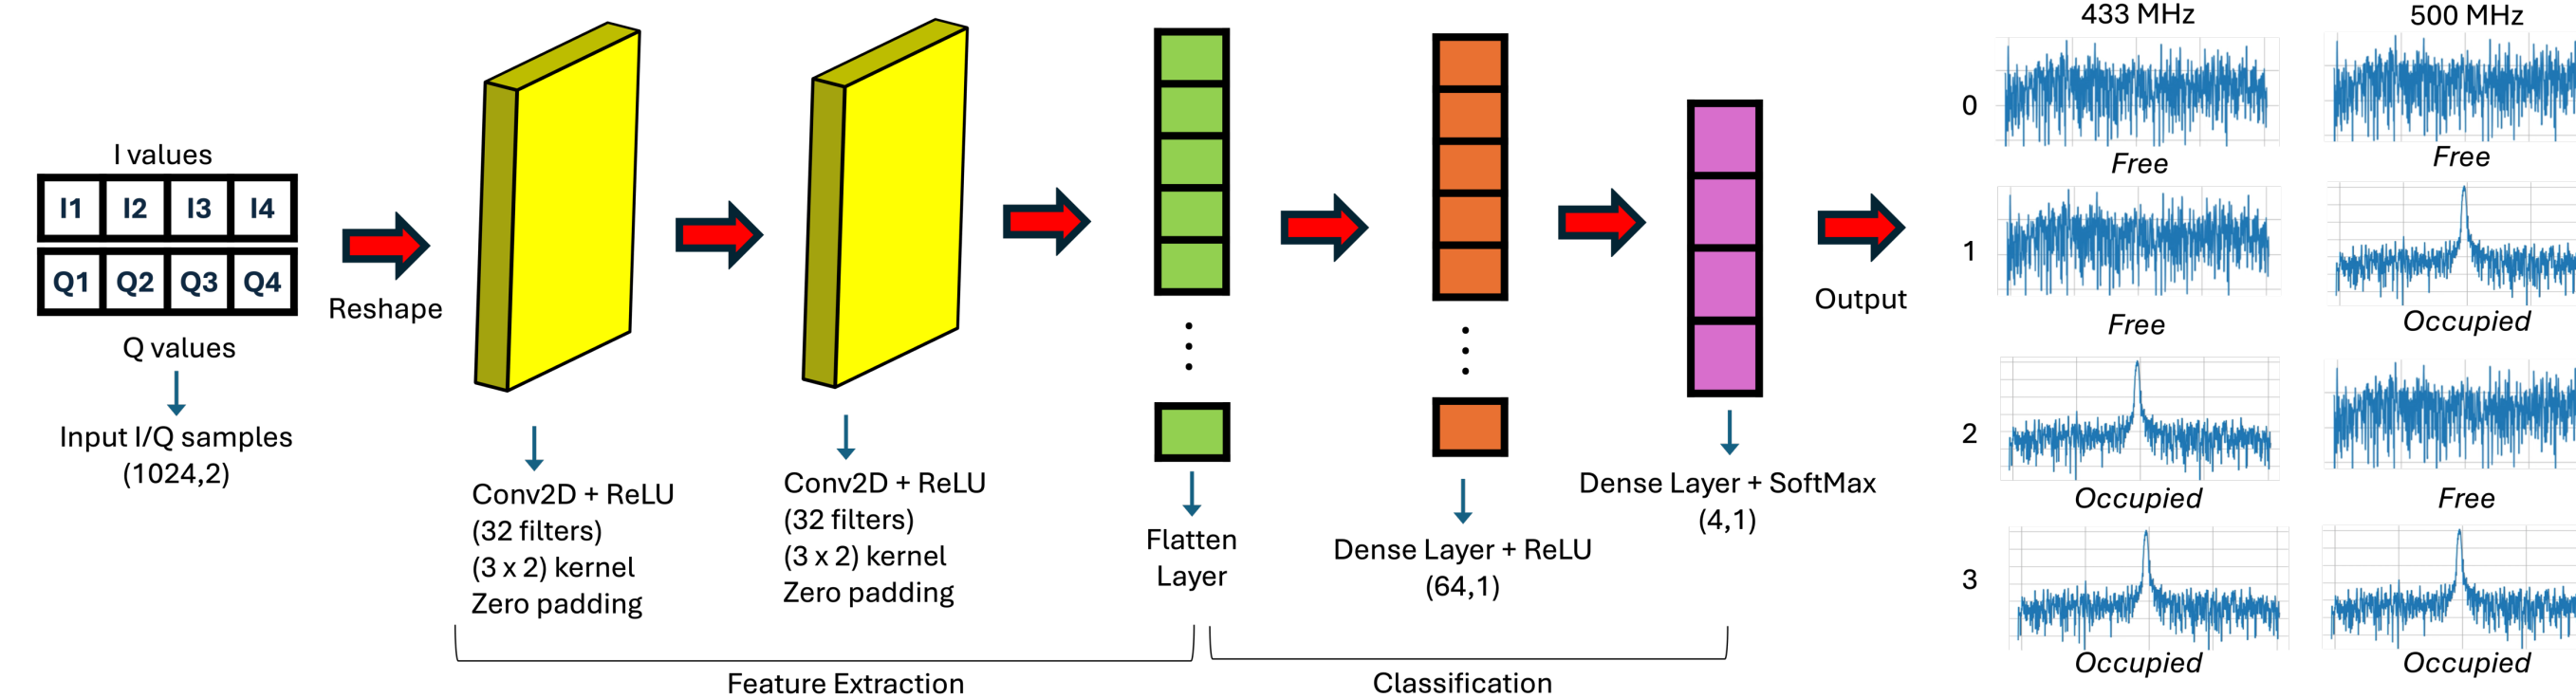 I values
I1 I2 I3 I4
Q1 Q2 Q3 Q4
Q values
Input I/Q samples
(1024,2)
Reshape
Conv2D + ReLU
(32 filters)
(3 x 2) kernel
Zero padding
Conv2D + ReLU
(32 filters)
(3 x 2) kernel
Zero padding
Flatten
Layer
Feature Extraction
Dense Layer + ReLU
(64,1)
Dense Layer + SoftMax
(4,1)
Classification
Output
433 MHz 500 MHz
0
Free Free
1
Free Occupied
2
Occupied Free
3
Occupied Occupied